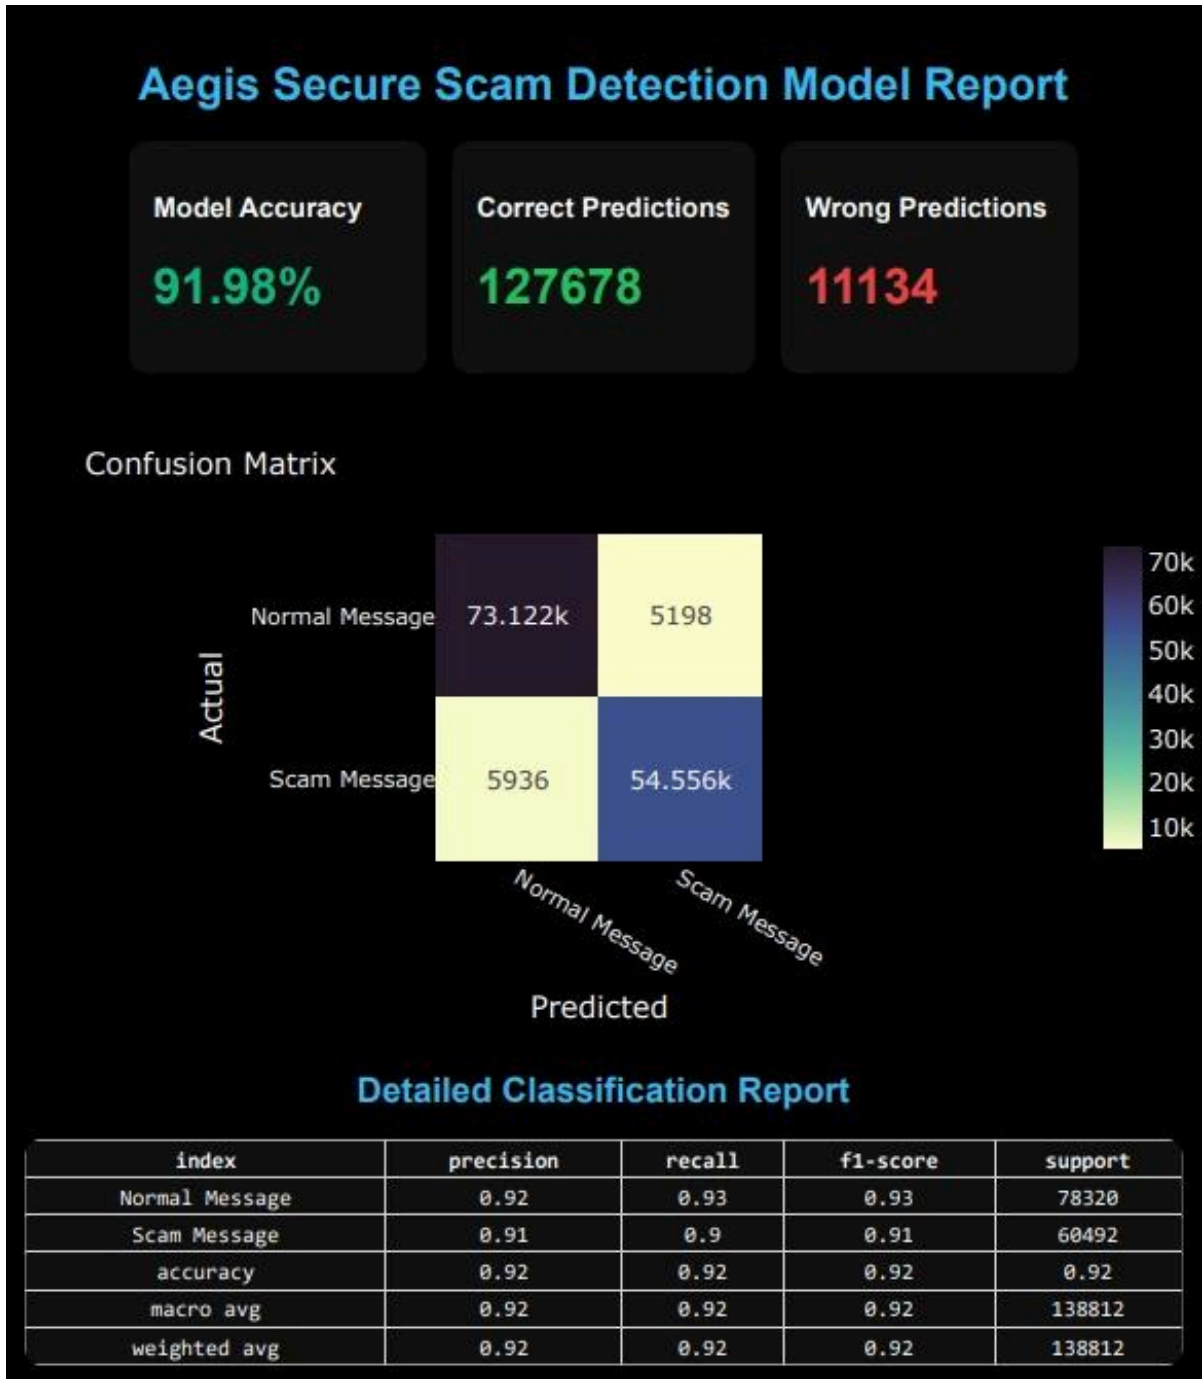 Aegis Secure Scam Detection Model Report
Model Accuracy
91.98%
Correct Predictions
127678
Wrong Predictions
11134
Confusion Matrix
Actual
Normal Message 73.122k 5198
Scam Message 5936 54.556k
Normal Message Scam Message
Predicted
70k
60k
50k
40k
30k
20k
10k
Detailed Classification Report
index precision recall f1-score support
Normal Message 0.92 0.93 0.93 78320
Scam Message 0.91 0.9 0.91 60492
accuracy 0.92 0.92 0.92 0.92
macro avg 0.92 0.92 0.92 138812
weighted avg 0.92 0.92 0.92 138812